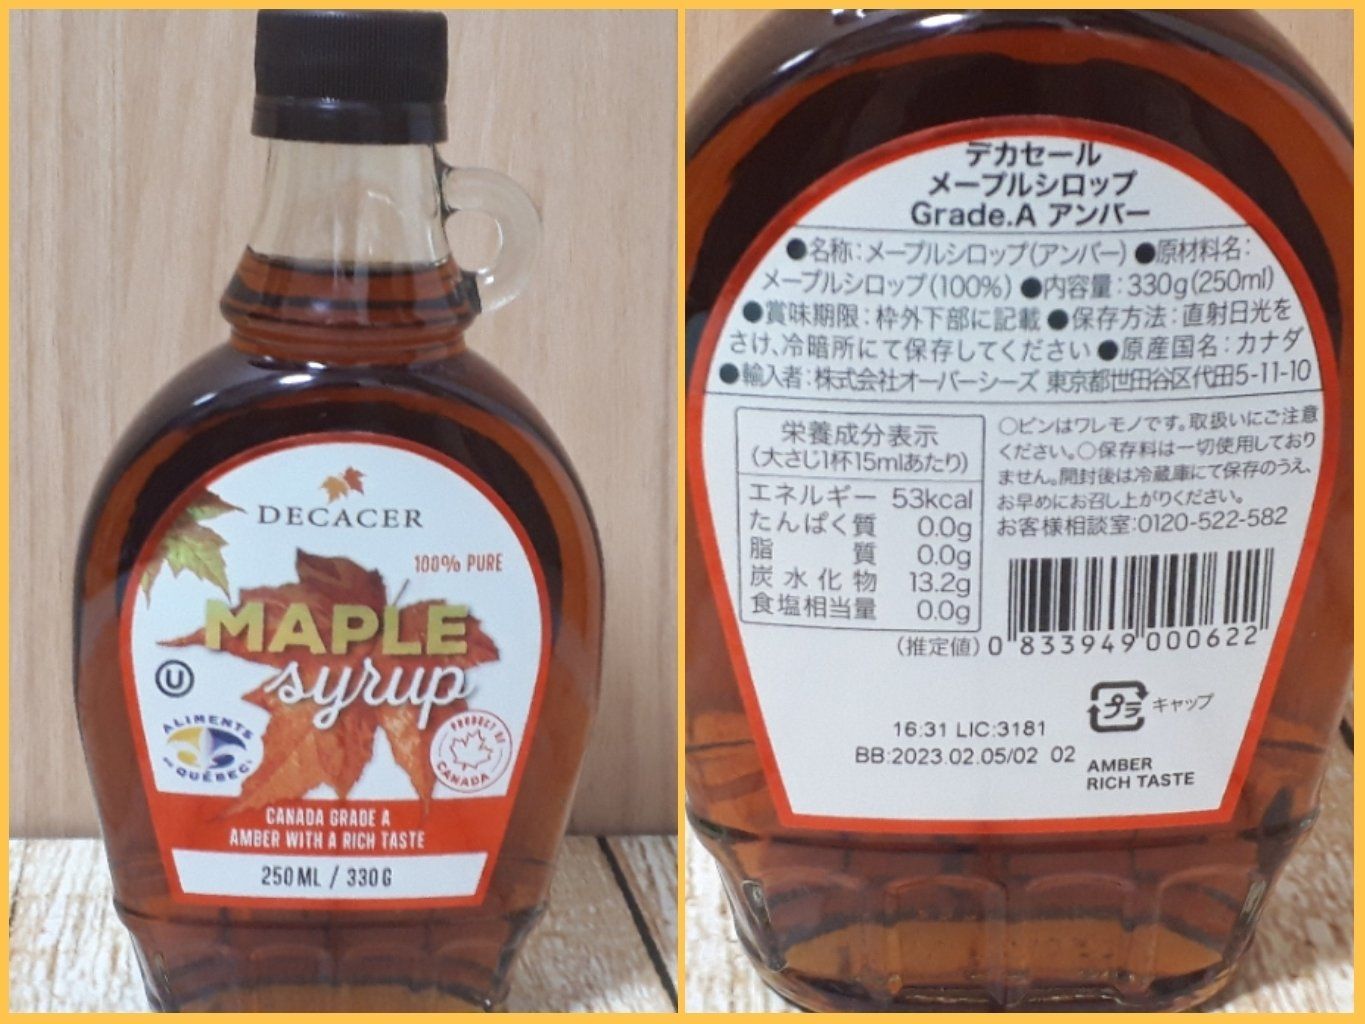 DECACER
100% PURE
MAPLE
syrup
U
ALIMENTS
DU QUÉBEC
PRODUCT OF
CANADA
CANADA GRADE A
AMBER WITH A RICH TASTE
250 ML / 330 G
デカセール
メープルシロップ
Grade.A アンバー
●名称:メープルシロップ(アンバー) ●原材料名:
メープルシロップ(100%) ●内容量:330g(250ml)
●賞味期限:枠外下部に記載 ●保存方法:直射日光を
さけ、冷暗所にて保存してください ●原産国名:カナダ
●輸入者:株式会社オーバーシーズ 東京都世田谷区代田5-11-10
栄養成分表示
(大さじ1杯15mlあたり)
エネルギー 53kcal
たんぱく質 0.0g
脂質 0.0g
炭水化物 13.2g
食塩相当量 0.0g
(推定値)
○ビンはワレモノです。取扱いにご注意
ください。○保存料は一切使用しており
ません。開封後は冷蔵庫にて保存のうえ、
お早めにお召し上がりください。
お客様相談室:0120-522-582
0 833949 000622
プラ キャップ
16:31 LIC:3181
BB:2023.02.05/02 02
AMBER
RICH TASTE